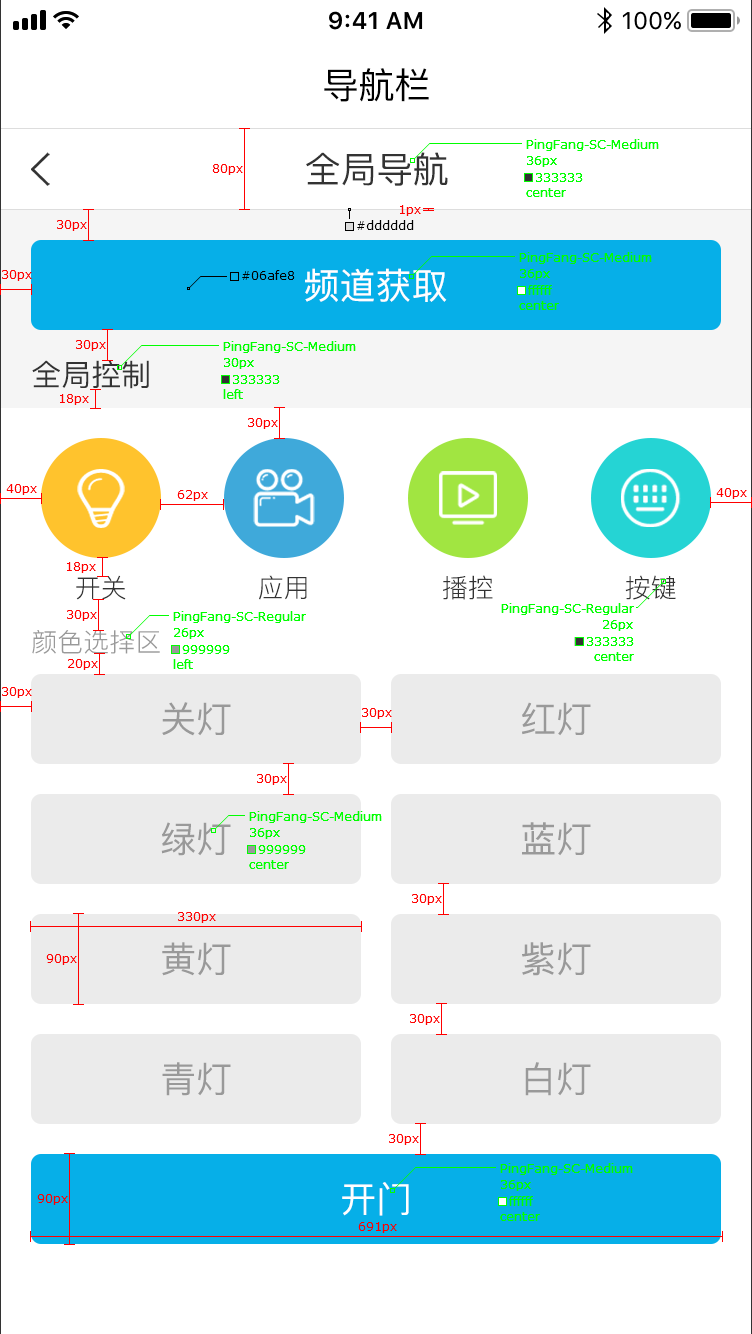 9:41 AM 100%
导航栏
80px 全局导航 PingFang-SC-Medium
36px
333333
center
30px 1px
#dddddd
30px #06afe8 频道获取 PingFang-SC-Medium
36px
ffffff
center
30px PingFang-SC-Medium
30px
333333
left
全局控制
18px
30px
40px 62px 40px
18px
开关 应用 播控 按键
30px PingFang-SC-Regular
26px
999999
left
PingFang-SC-Regular
26px
333333
center
颜色选择区
20px
30px 关灯 30px 红灯
30px
绿灯 PingFang-SC-Medium
36px
999999
center
蓝灯
30px
330px
90px 黄灯 紫灯
30px
青灯 白灯
30px
90px 开门 PingFang-SC-Medium
36px
ffffff
center
691px